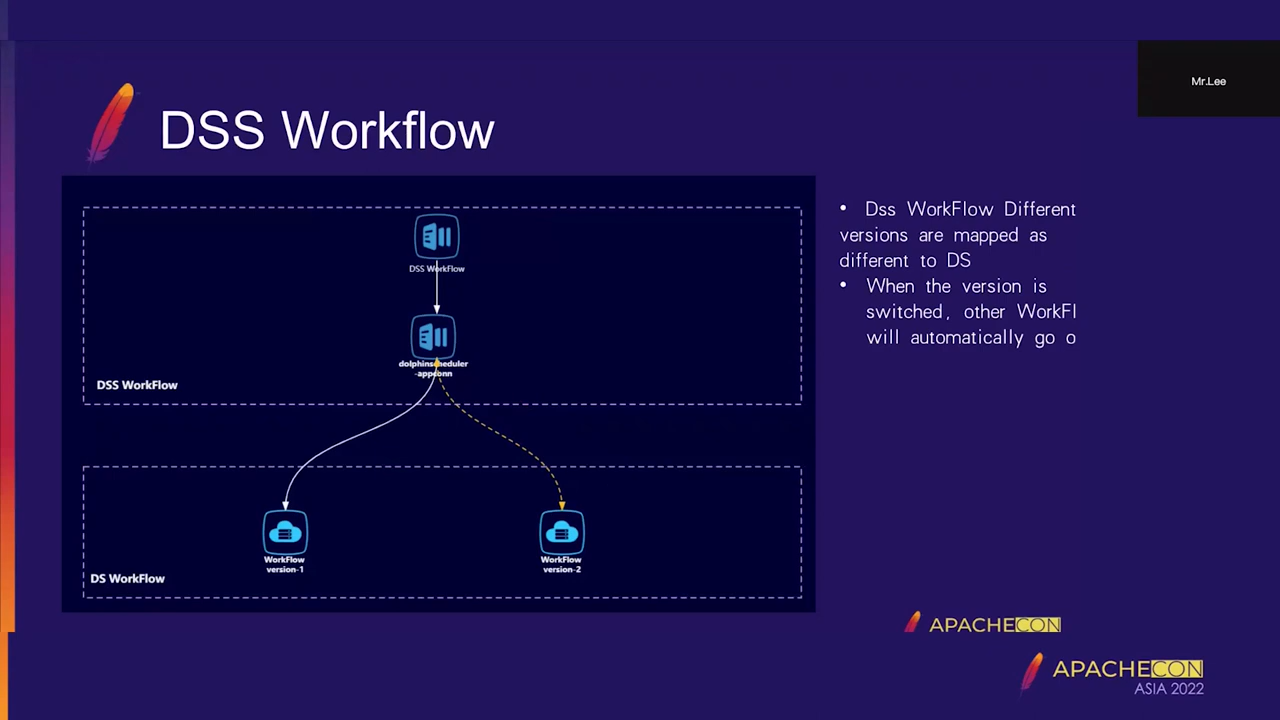 Mr.Lee
DSS Workflow
DSS WorkFlow
dolphinscheduler
-appconn
DSS WorkFlow
WorkFlow
version-1
WorkFlow
version-2
DS WorkFlow
• Dss WorkFlow Different
versions are mapped as
different to DS
• When the version is
switched, other WorkFl
will automatically go o
APACHECON
APACHECON
ASIA 2022